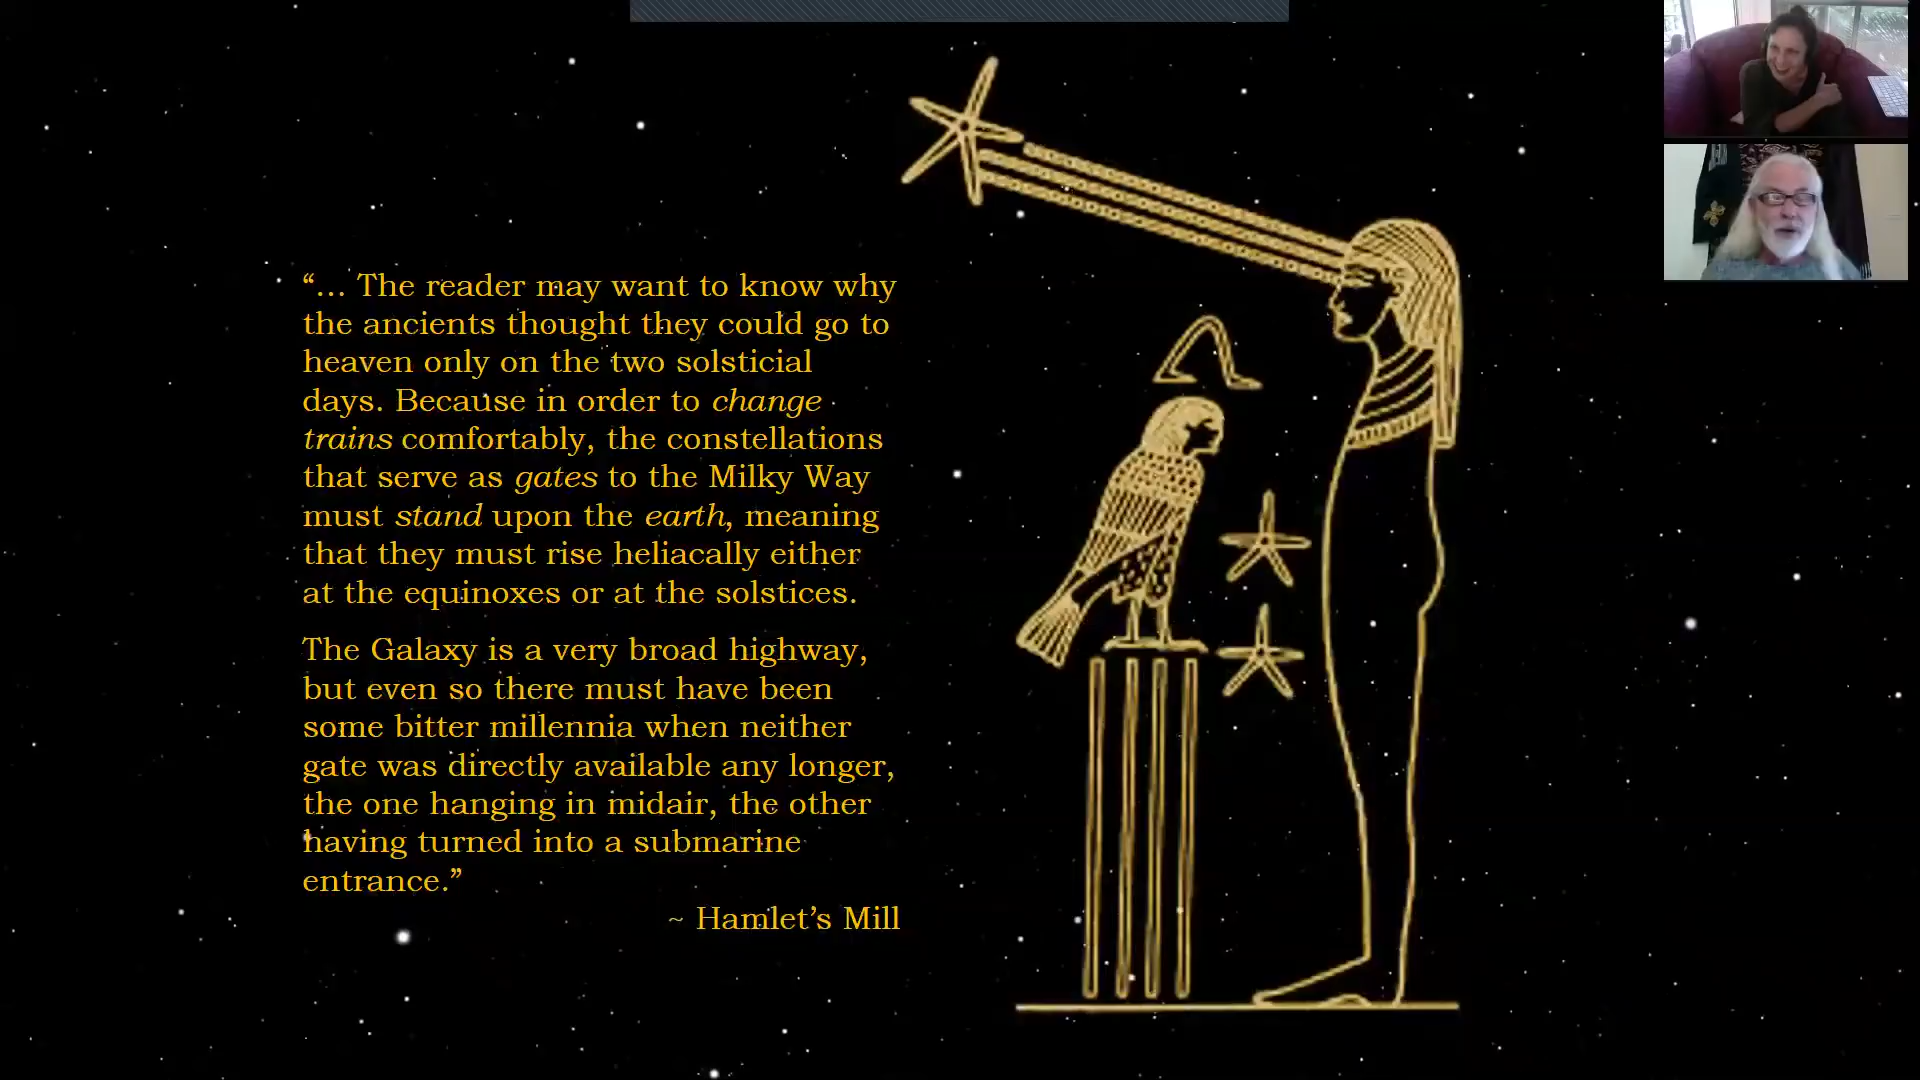 “... The reader may want to know why
the ancients thought they could go to
heaven only on the two solsticial
days. Because in order to change
trains comfortably, the constellations
that serve as gates to the Milky Way
must stand upon the earth, meaning
that they must rise heliacally either
at the equinoxes or at the solstices.
The Galaxy is a very broad highway,
but even so there must have been
some bitter millennia when neither
gate was directly available any longer,
the one hanging in midair, the other
having turned into a submarine
entrance.”
~ Hamlet’s Mill